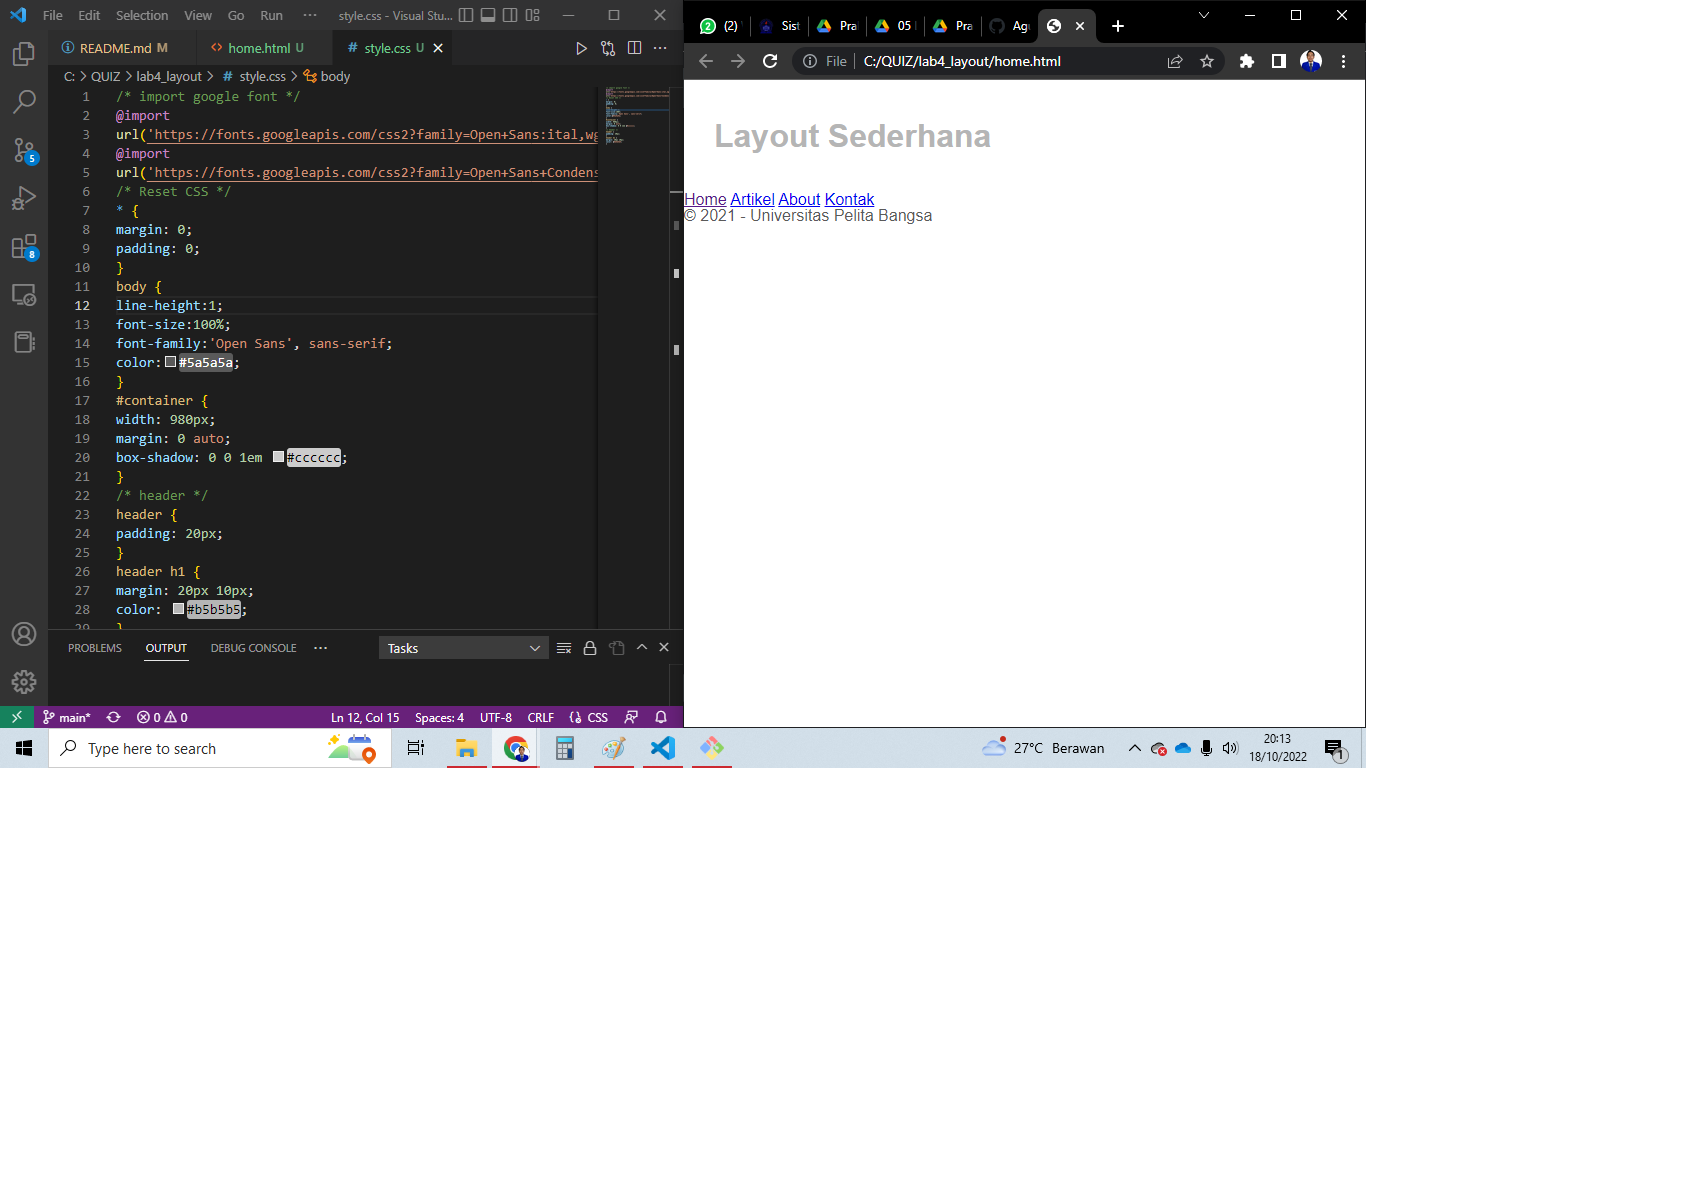 File Edit Selection View Go Run ··· style.css - Visual Stu...
README.md M home.html U # style.css U
C: > QUIZ > lab4_layout > # style.css > body
1 /* import google font */
2 @import
3 url('https://fonts.googleapis.com/css2?family=Open+Sans:ital,wg
4 @import
5 url('https://fonts.googleapis.com/css2?family=Open+Sans+Condens
6 /* Reset CSS */
7 * {
8 margin: 0;
9 padding: 0;
10 }
11 body {
12 line-height:1;
13 font-size:100%;
14 font-family:'Open Sans', sans-serif;
15 color: #5a5a5a;
16 }
17 #container {
18 width: 980px;
19 margin: 0 auto;
20 box-shadow: 0 0 1em #cccccc;
21 }
22 /* header */
23 header {
24 padding: 20px;
25 }
26 header h1 {
27 margin: 20px 10px;
28 color: #b5b5b5;
29 }
PROBLEMS OUTPUT DEBUG CONSOLE ··· Tasks
main* 0 0 Ln 12, Col 15 Spaces: 4 UTF-8 CRLF CSS
5
8
2 (2) Sist Pra 05 Pra Agu
File C:/QUIZ/lab4_layout/home.html
Layout Sederhana
Home Artikel About Kontak
© 2021 - Universitas Pelita Bangsa
Type here to search
27°C Berawan
20:13
18/10/2022
1